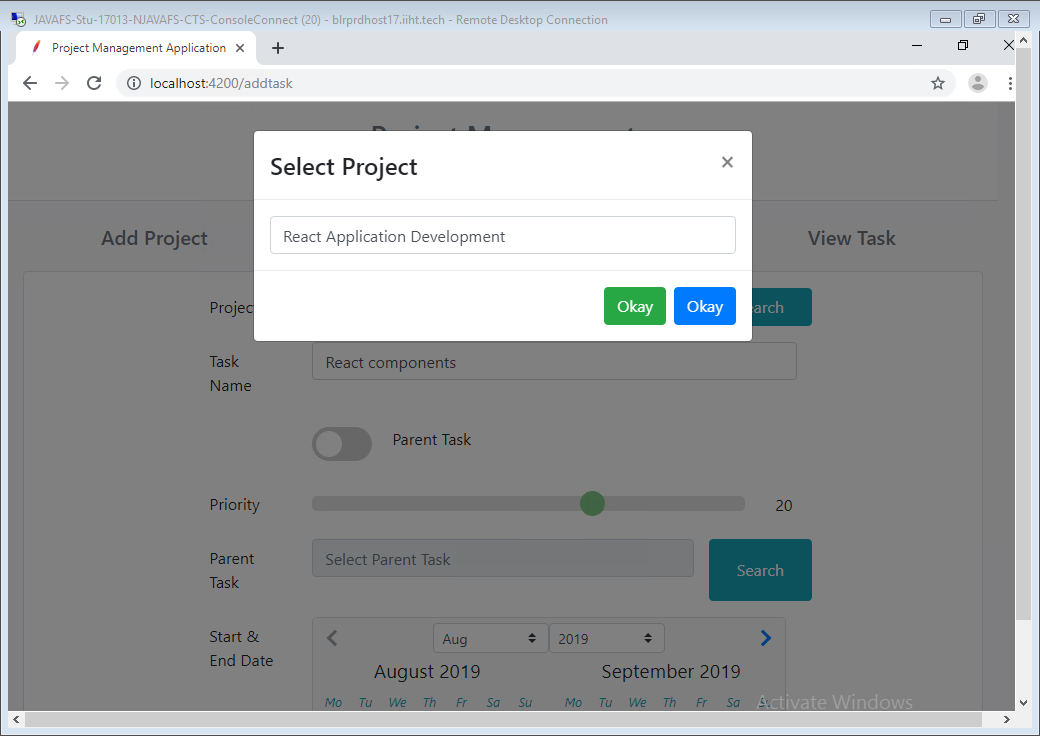 JAVAFS-Stu-17013-NJAVAFS-CTS-ConsoleConnect (20) - blrprdhost17.iiht.tech - Remote Desktop Connection
Project Management Application
localhost:4200/addtask
Project Management
Select Project
React Application Development
Okay Okay
Add Project View Task
Project
Task Name React components
Parent Task
Priority 20
Parent Task Select Parent Task Search
Start & End Date Aug 2019
August 2019 September 2019
Mo Tu We Th Fr Sa Su Mo Tu We Th Fr Sa
Activate Windows